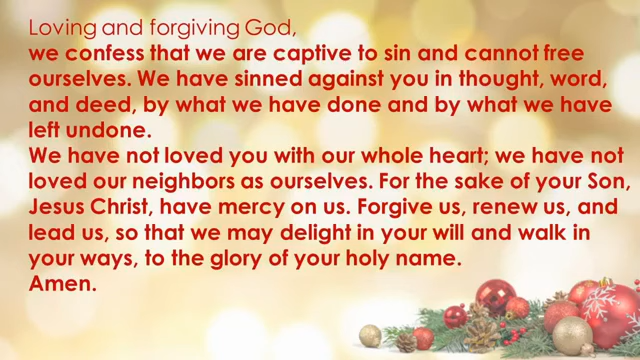 Loving and forgiving God,
we confess that we are captive to sin and cannot free
ourselves. We have sinned against you in thought, word,
and deed, by what we have done and by what we have
left undone.
We have not loved you with our whole heart; we have not
loved our neighbors as ourselves. For the sake of your Son,
Jesus Christ, have mercy on us. Forgive us, renew us, and
lead us, so that we may delight in your will and walk in
your ways, to the glory of your holy name.
Amen.